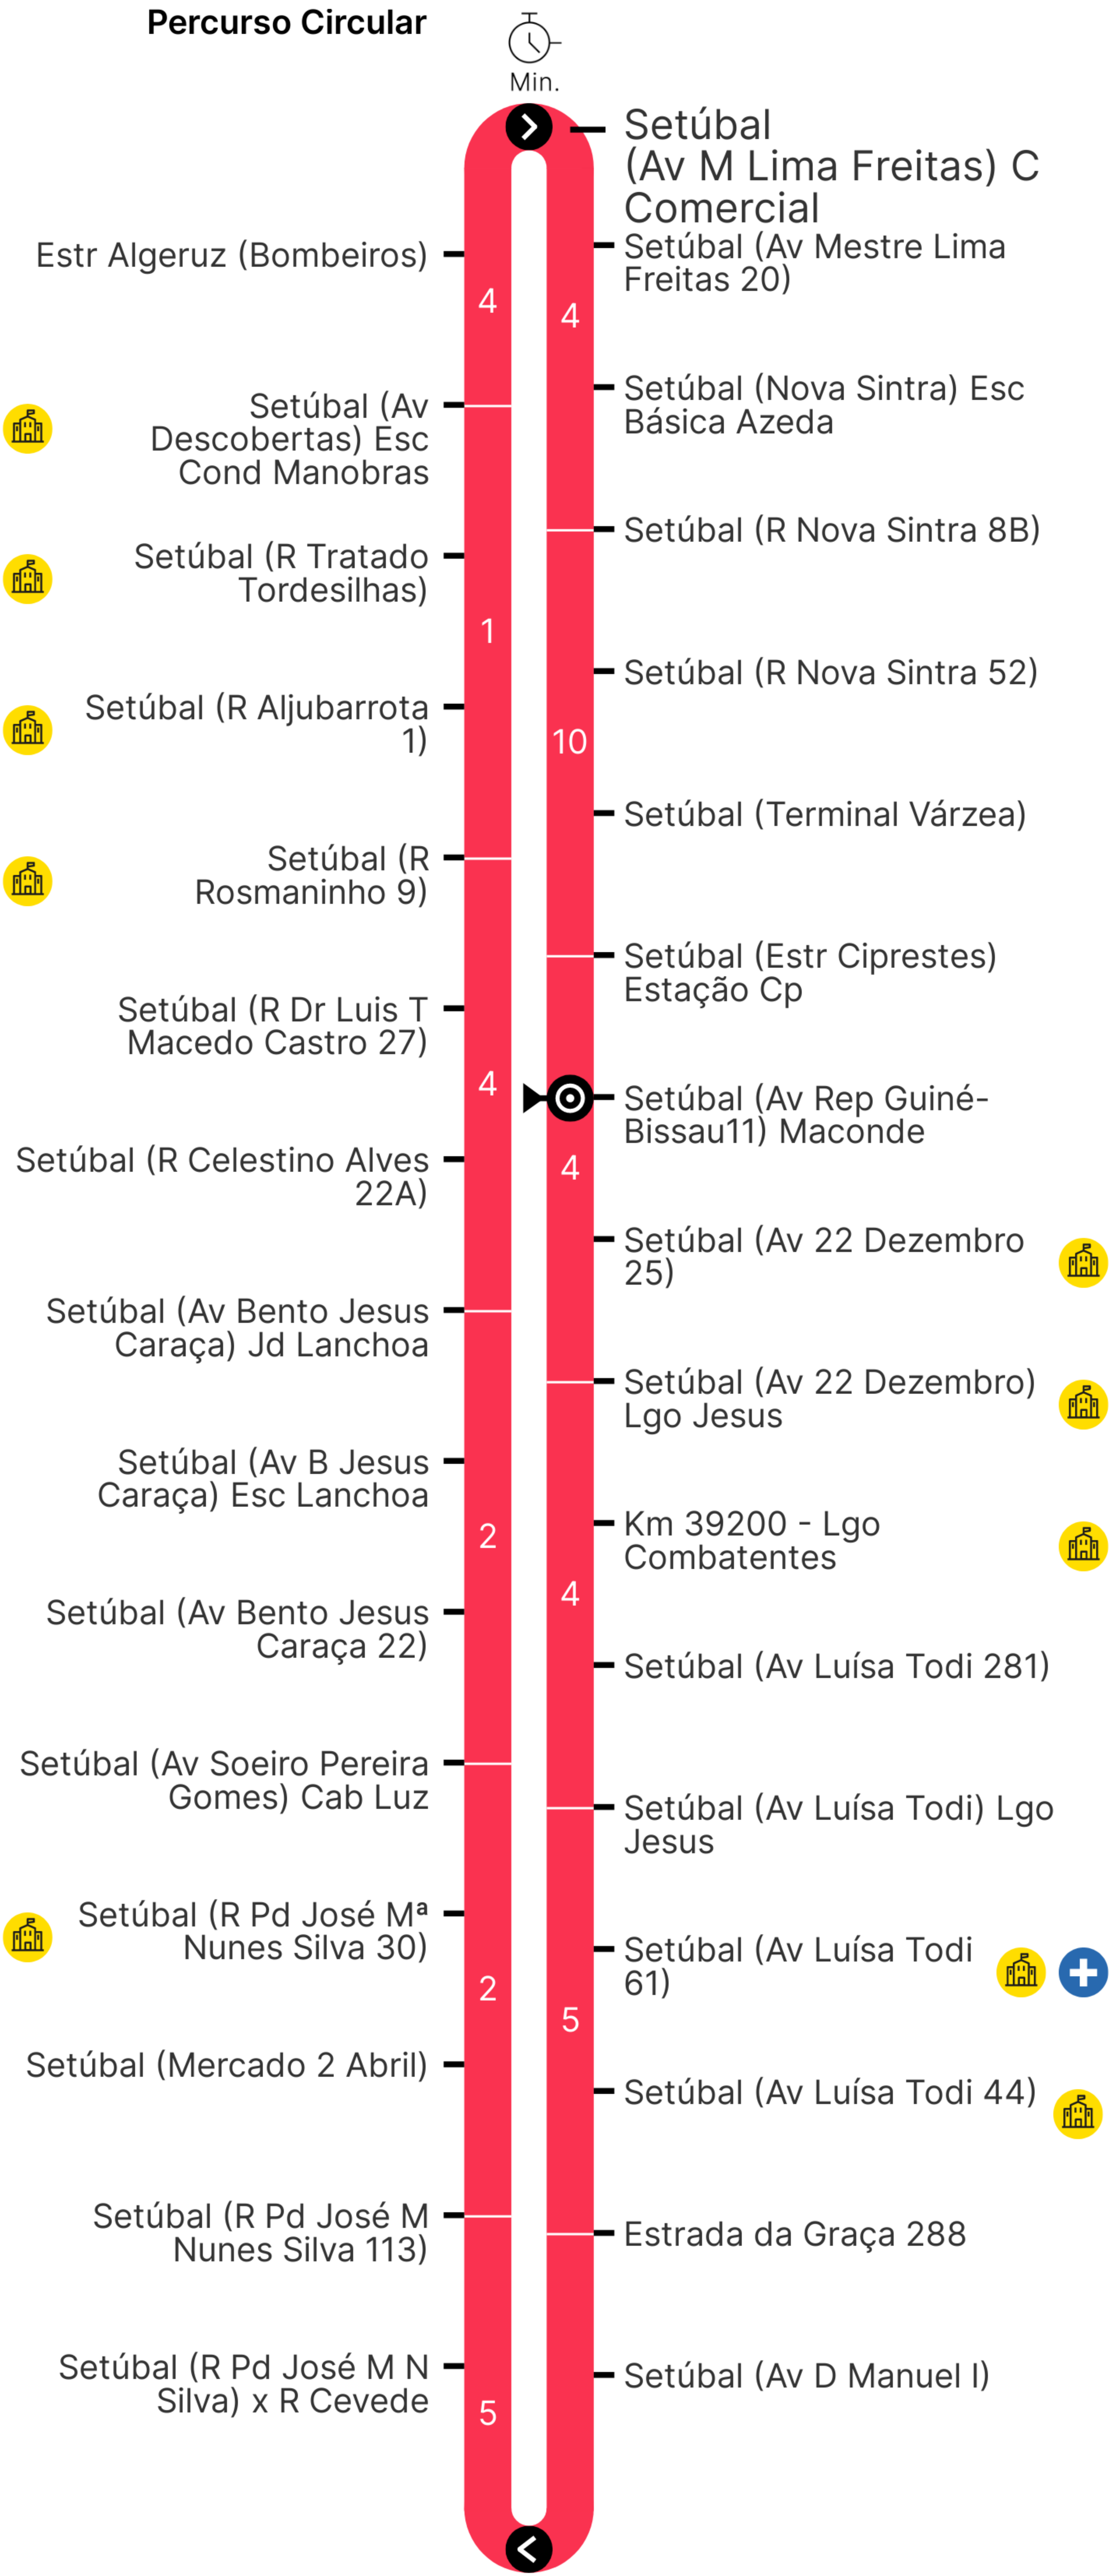 Percurso Circular
Min.
Setúbal
(Av M Lima Freitas) C
Comercial
Setúbal (Av Mestre Lima
Freitas 20)
4
Setúbal (Nova Sintra) Esc
Básica Azeda
Setúbal (R Nova Sintra 8B)
Setúbal (R Nova Sintra 52)
10
Setúbal (Terminal Várzea)
Setúbal (Estr Ciprestes)
Estação Cp
Setúbal (Av Rep Guiné-
Bissau11) Maconde
4
Setúbal (Av 22 Dezembro
25)
Setúbal (Av 22 Dezembro)
Lgo Jesus
Km 39200 - Lgo
Combatentes
4
Setúbal (Av Luísa Todi 281)
Setúbal (Av Luísa Todi) Lgo
Jesus
Setúbal (Av Luísa Todi
61)
5
Setúbal (Av Luísa Todi 44)
Estrada da Graça 288
Setúbal (Av D Manuel I)
Estr Algeruz (Bombeiros)
4
Setúbal (Av
Descobertas) Esc
Cond Manobras
Setúbal (R Tratado
Tordesilhas)
1
Setúbal (R Aljubarrota
1)
Setúbal (R
Rosmaninho 9)
Setúbal (R Dr Luis T
Macedo Castro 27)
4
Setúbal (R Celestino Alves
22A)
Setúbal (Av Bento Jesus
Caraça) Jd Lanchoa
Setúbal (Av B Jesus
Caraça) Esc Lanchoa
2
Setúbal (Av Bento Jesus
Caraça 22)
Setúbal (Av Soeiro Pereira
Gomes) Cab Luz
Setúbal (R Pd José Mª
Nunes Silva 30)
2
Setúbal (Mercado 2 Abril)
Setúbal (R Pd José M
Nunes Silva 113)
Setúbal (R Pd José M N
Silva) x R Cevede
5